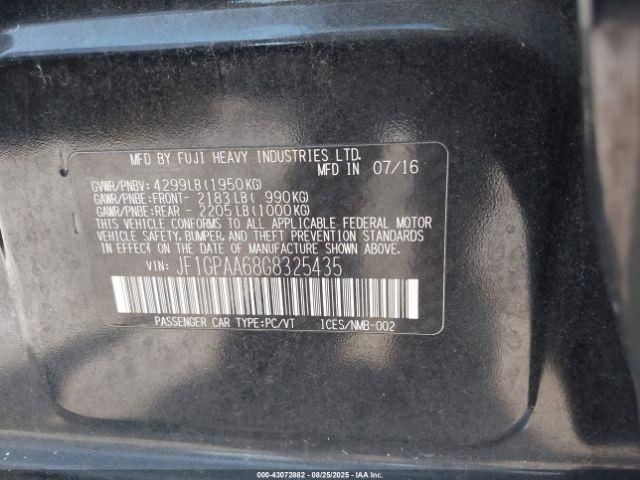 MFD BY FUJI HEAVY INDUSTRIES LTD.
MFD IN 07/16
GVWR/PNBV: 4299LB(1950KG)
GAWR/PNBE:FRONT- 2183LB( 990KG)
GAWR/PNBE:REAR - 2205LB(1000KG)
THIS VEHICLE CONFORMS TO ALL APPLICABLE FEDERAL MOTOR
VEHICLE SAFETY, BUMPER, AND THEFT PREVENTION STANDARDS
IN EFFECT ON THE DATE OF MANUFACTURE SHOWN ABOVE.
VIN: JF1GPAA68G8325435
PASSENGER CAR TYPE:PC/VT ICES/NMB-002
000-43072882 - 08/25/2025 - IAAI.COM